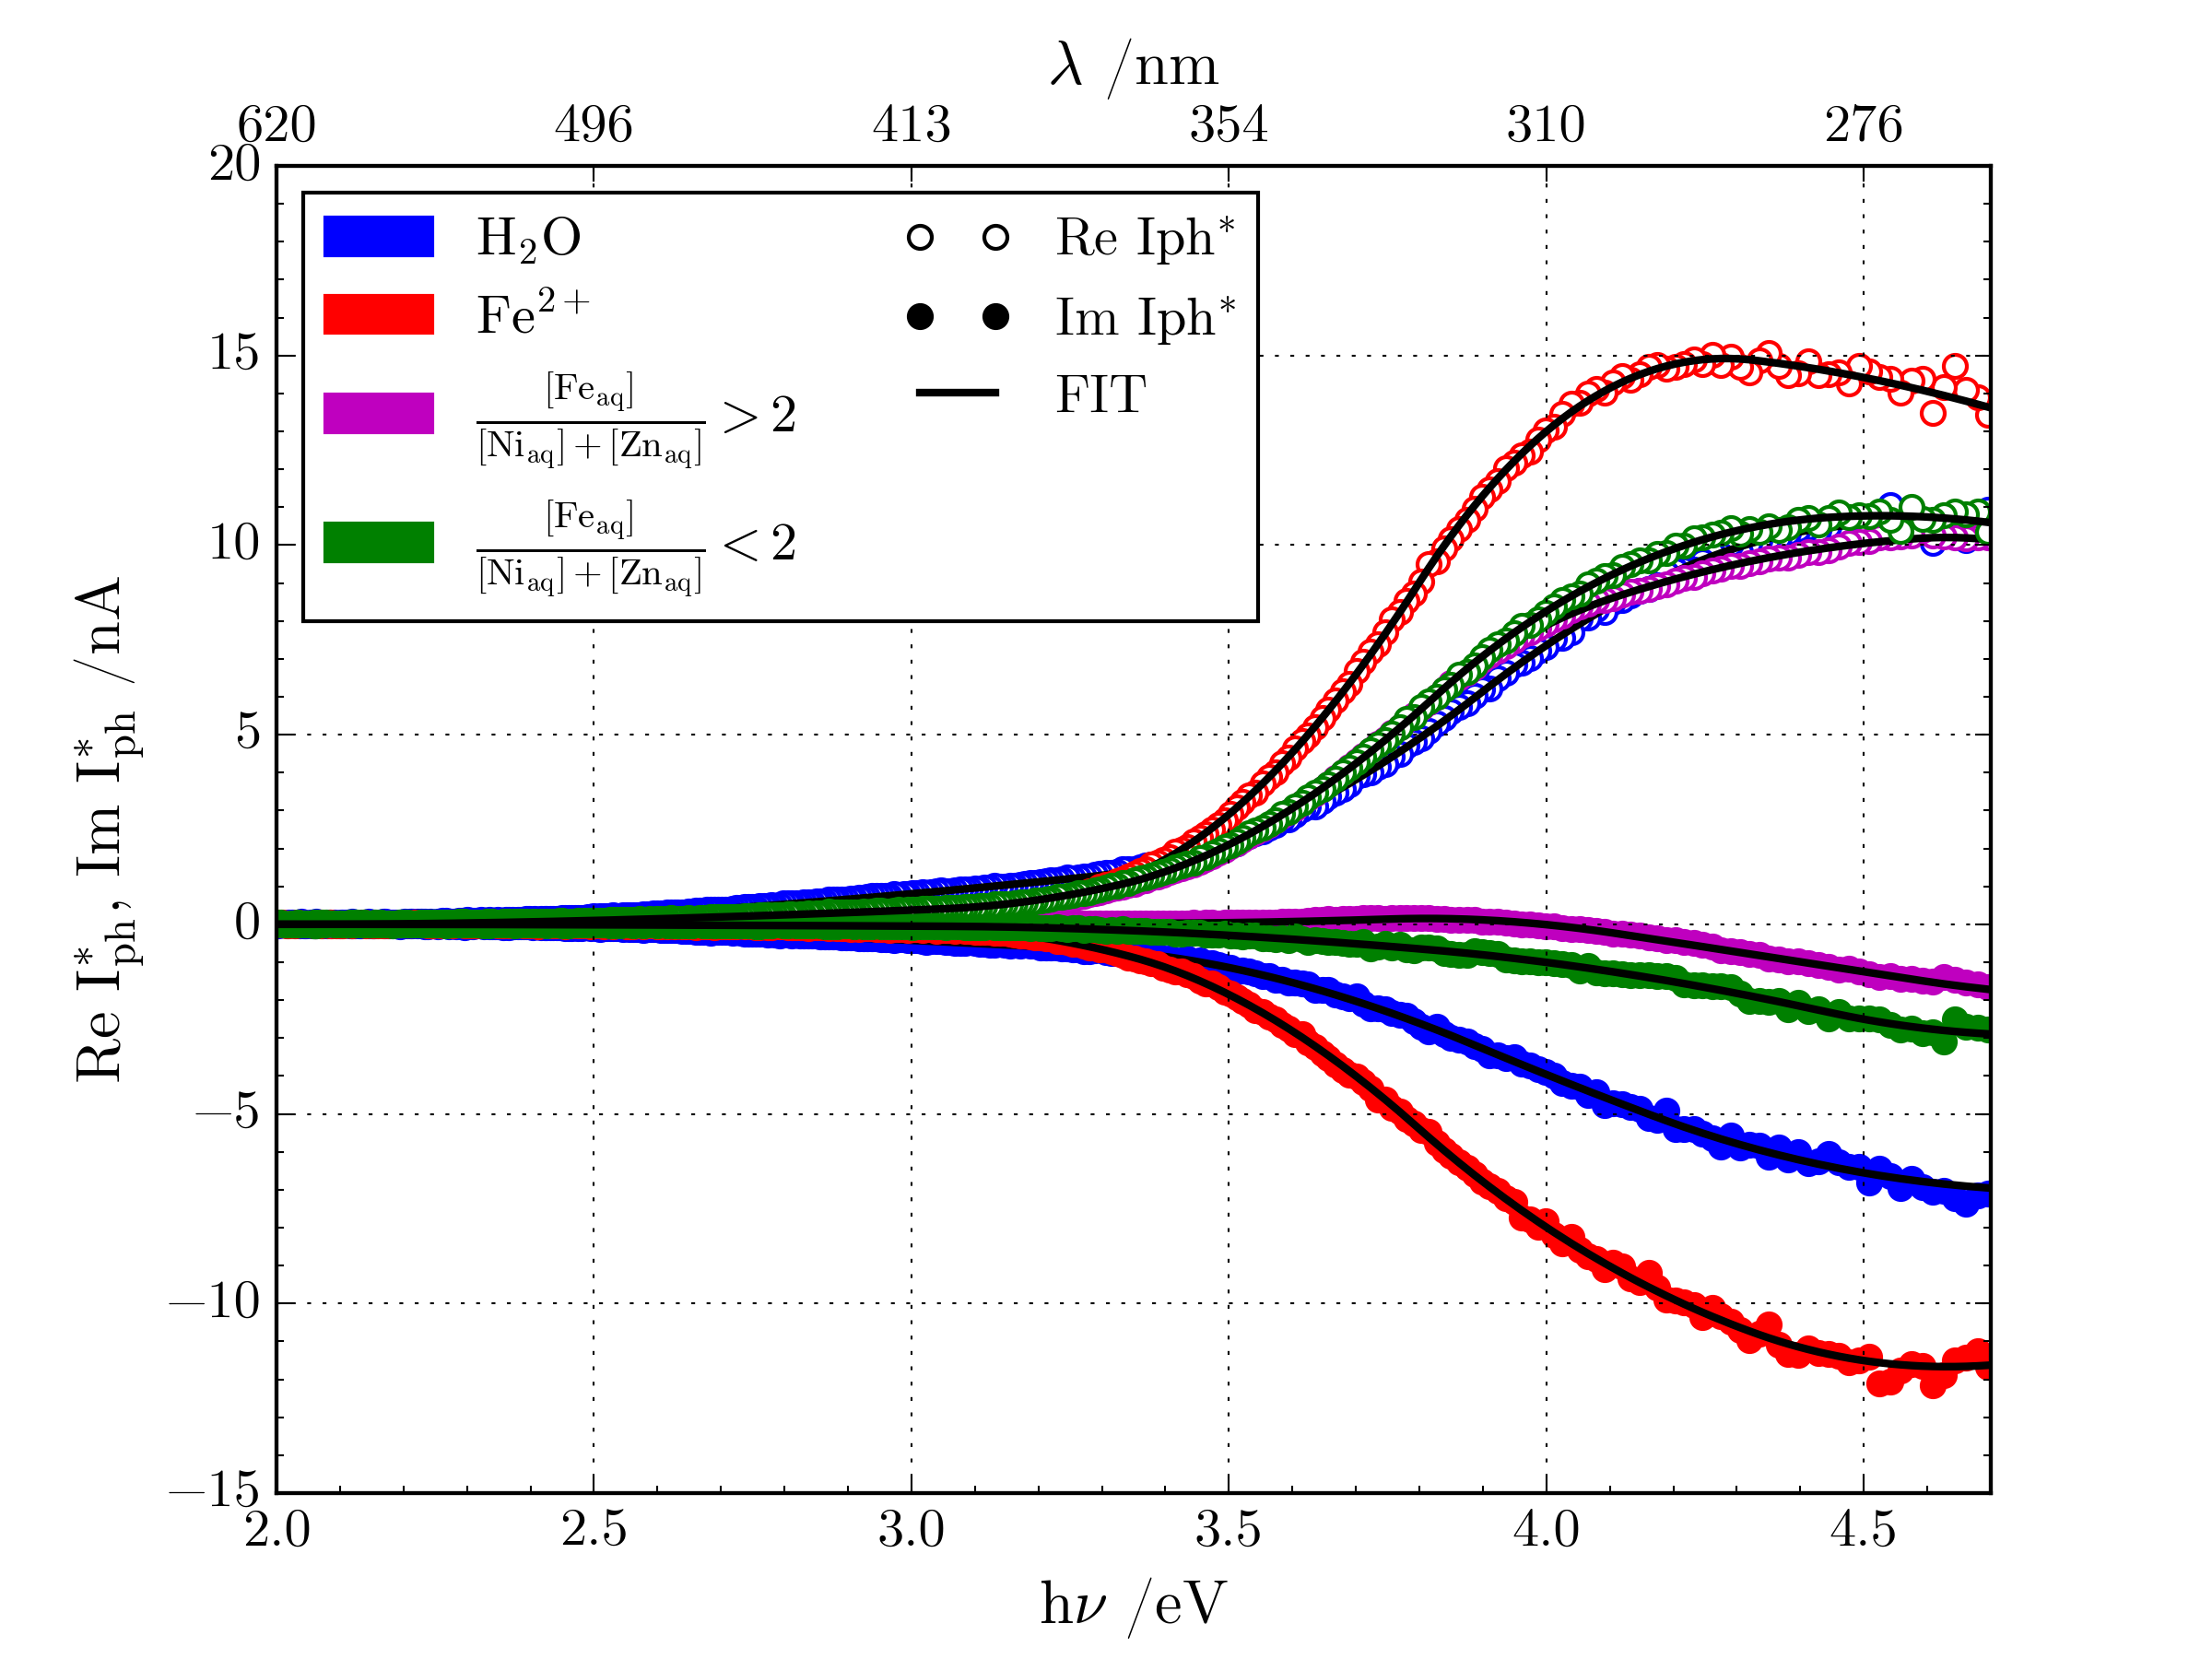 λ /nm
620 496 413 354 310 276
20
15
10
5
0
−5
−10
−15
Re I*ph, Im I*ph /nA
H₂O
Fe²⁺
[Feaq]
[Niaq] + [Znaq] > 2
[Feaq]
[Niaq] + [Znaq] < 2
Re Iph*
Im Iph*
FIT
2.0 2.5 3.0 3.5 4.0 4.5
hν /eV